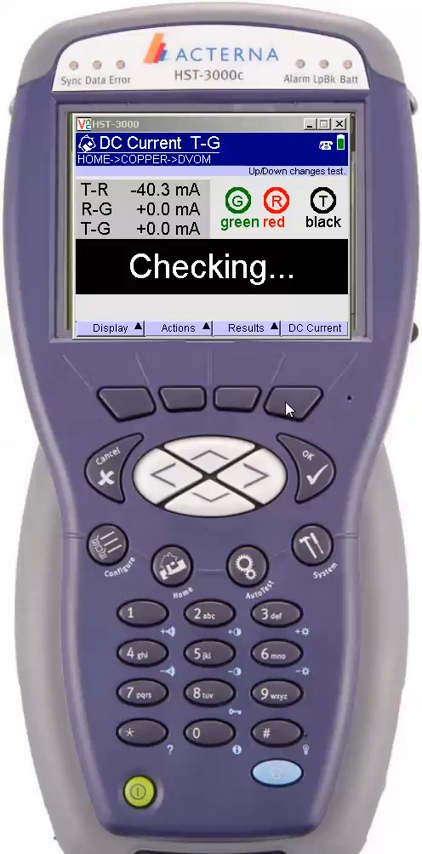 ACTERNA
HST-3000c
Sync Data Error
Alarm LpBk Batt
HST-3000
DC Current T-G
HOME->COPPER->DVOM
Up/Down changes test.
T-R -40.3 mA
R-G +0.0 mA
T-G +0.0 mA
G R T
green red black
Checking...
Display Actions Results DC Current
Cancel
OK
Configure
Home
AutoTest
System
1 2 abc 3 def
4 ghi 5 jkl 6 mno
7 pqrs 8 tuv 9 wxyz
* 0 #
?